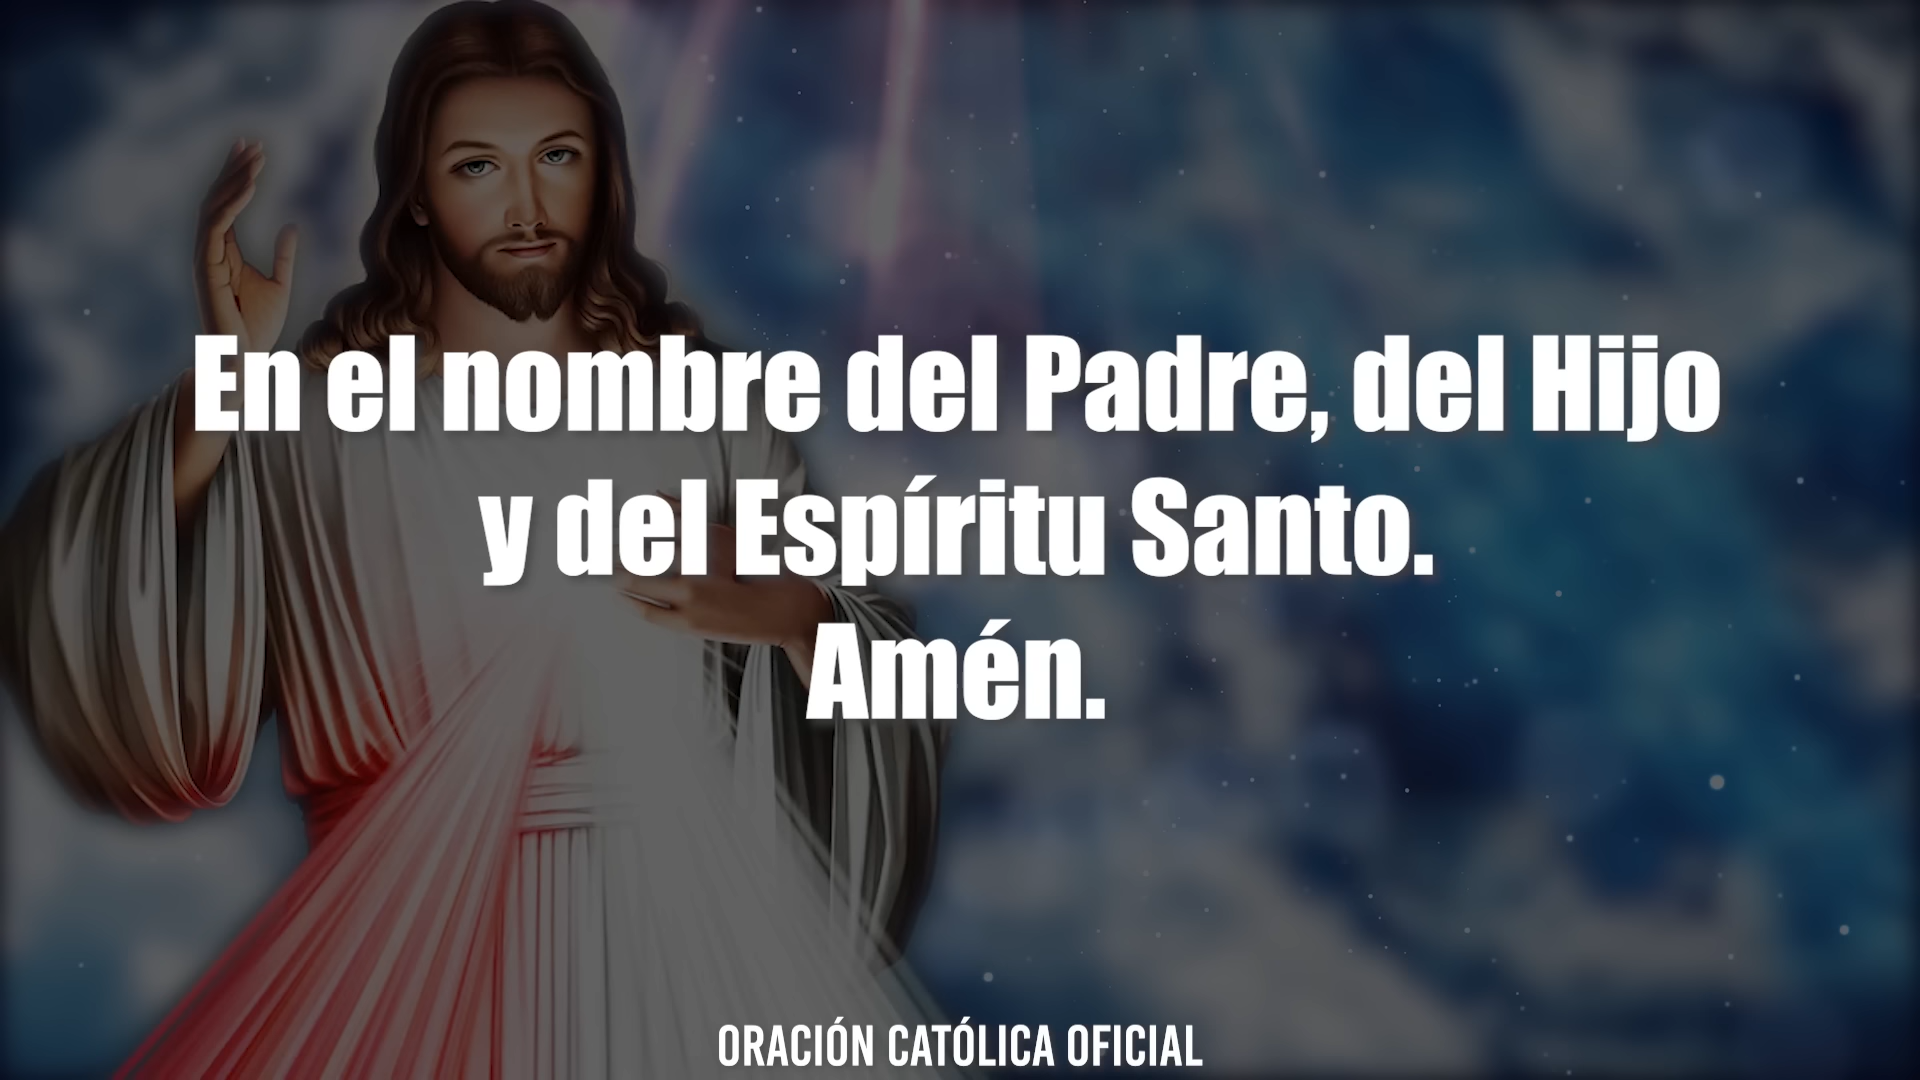 En el nombre del Padre, del Hijo
y del Espíritu Santo.
Amén.
ORACIÓN CATÓLICA OFICIAL